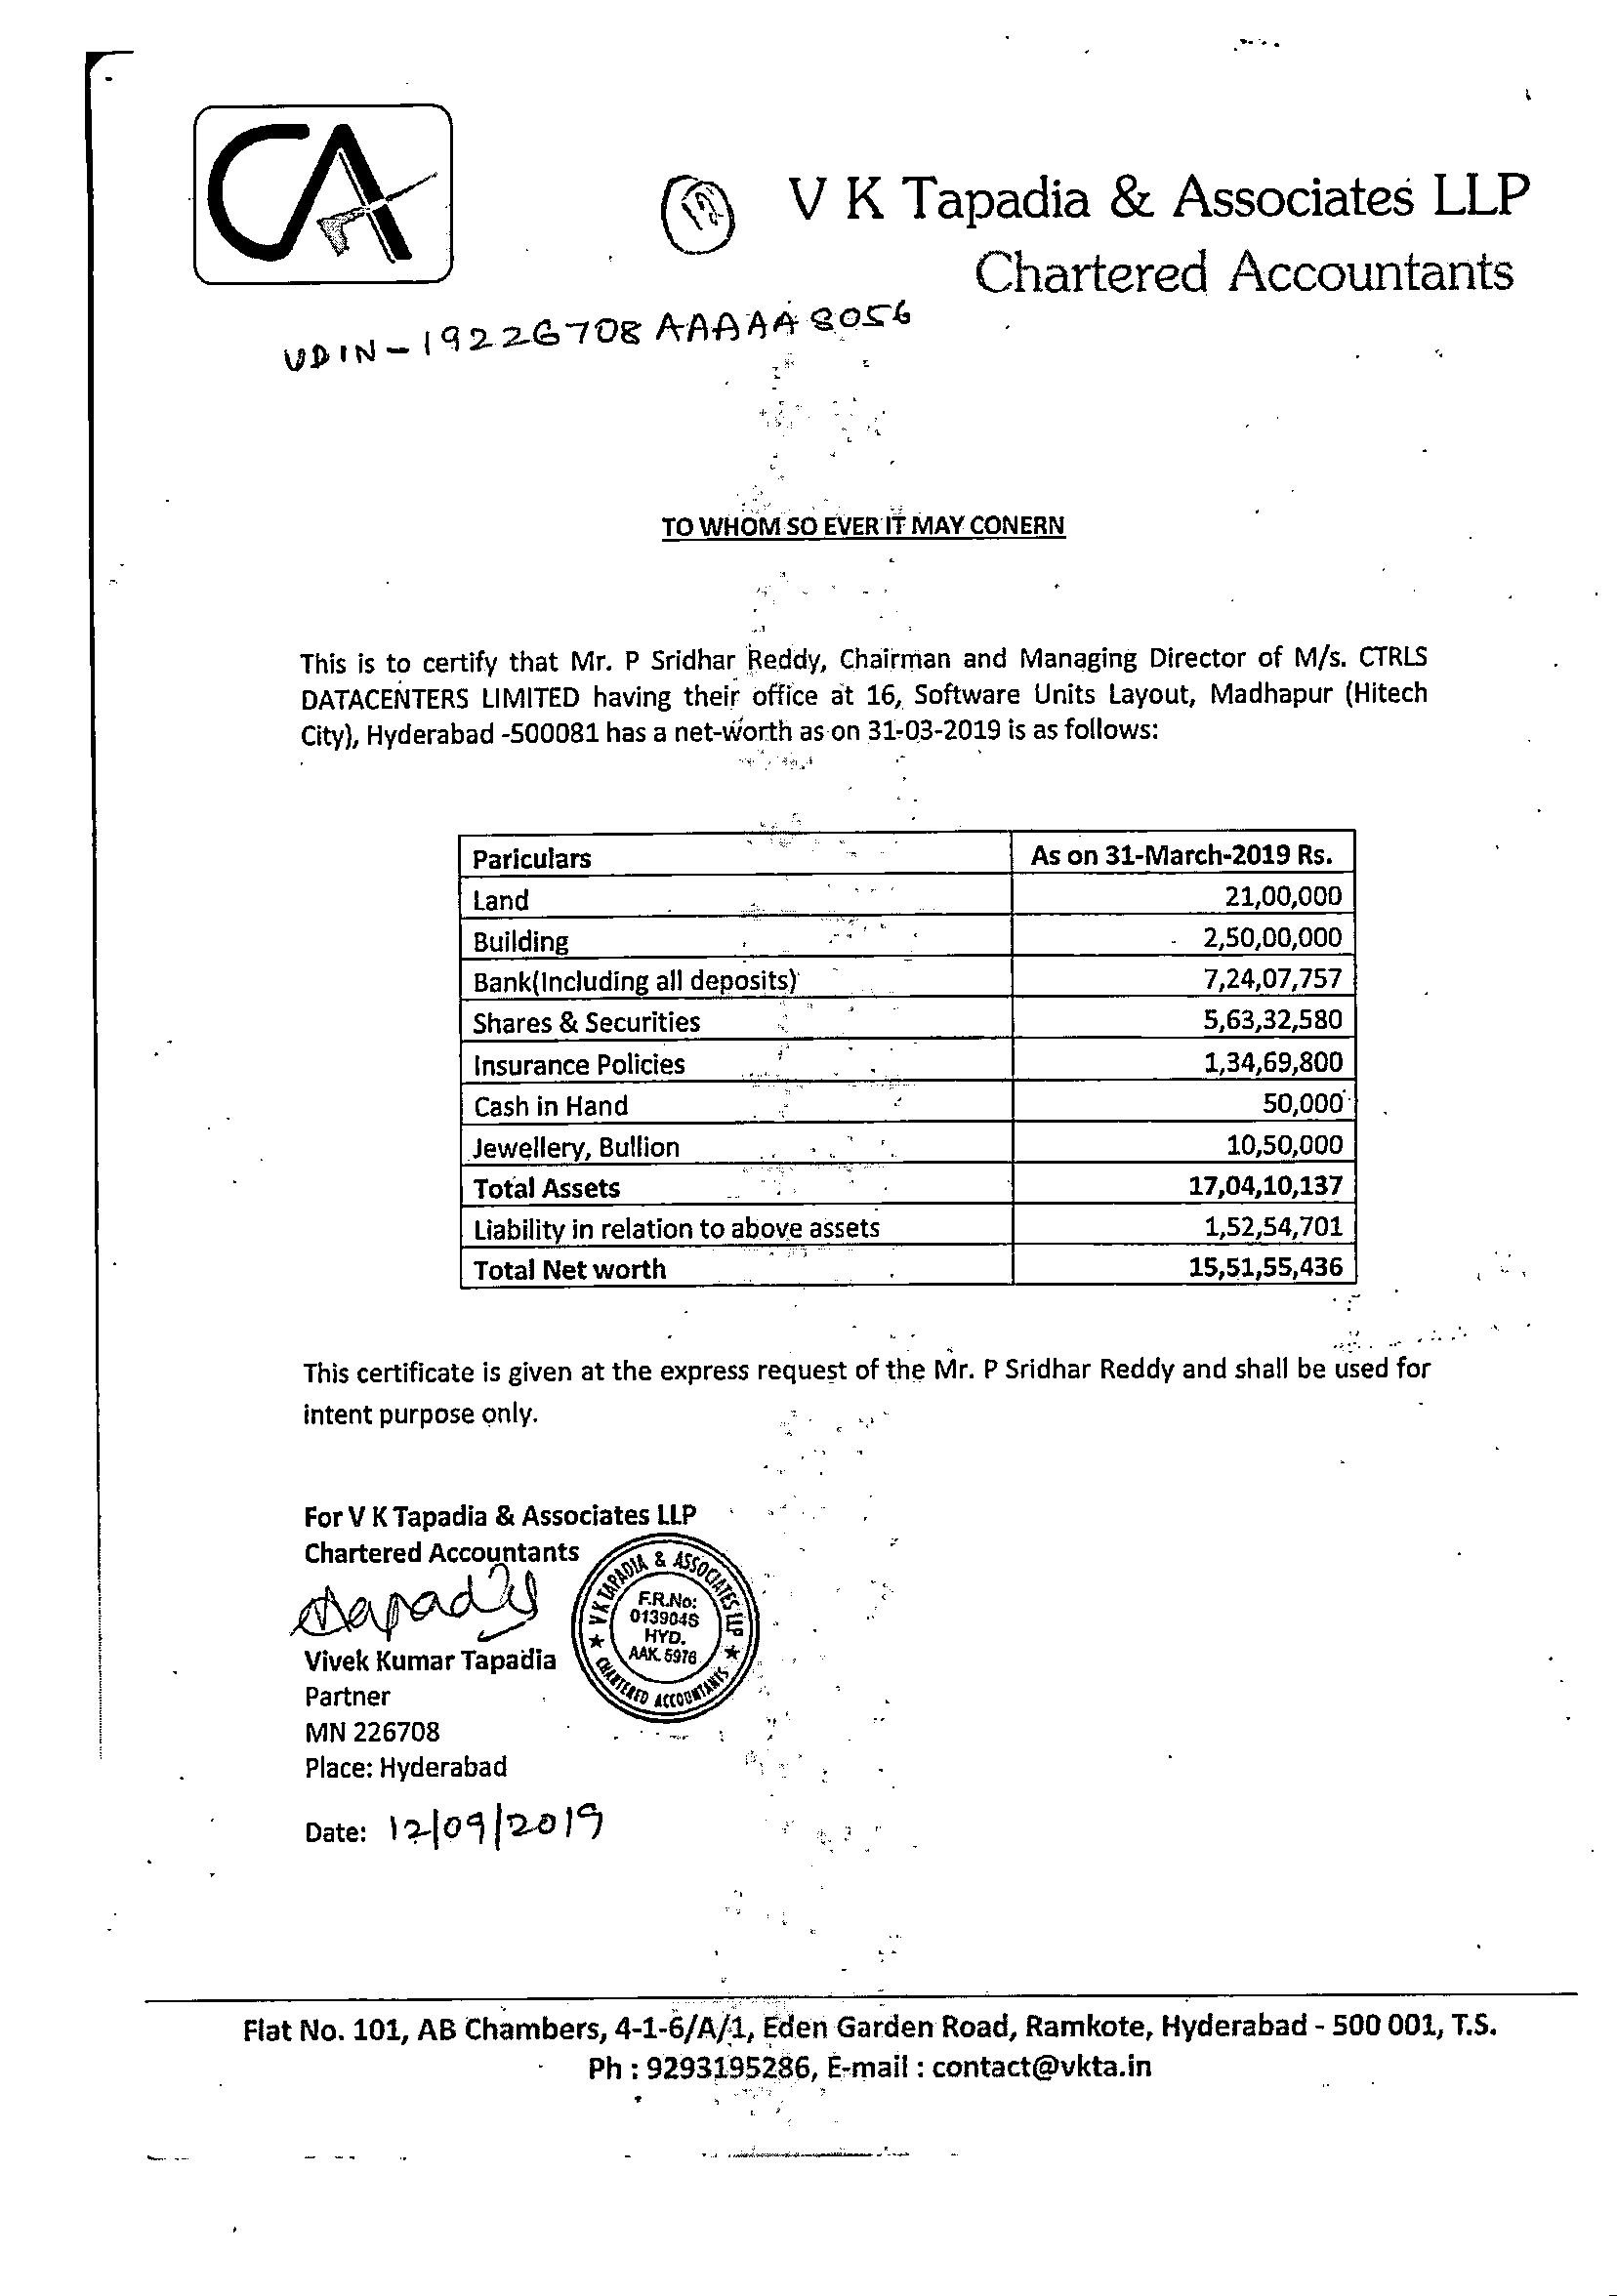 CA
12
V K Tapadia & Associates LLP
Chartered Accountants
UDIN - 19226708AAAAA8056
TO WHOM SO EVER IT MAY CONERN
This is to certify that Mr. P Sridhar Reddy, Chairman and Managing Director of M/s. CTRLS
DATACENTERS LIMITED having their office at 16, Software Units Layout, Madhapur (Hitech
City), Hyderabad -500081 has a net-worth as on 31-03-2019 is as follows:
Pariculars As on 31-March-2019 Rs.
Land 21,00,000
Building 2,50,00,000
Bank(Including all deposits) 7,24,07,757
Shares & Securities 5,63,32,580
Insurance Policies 1,34,69,800
Cash in Hand 50,000
Jewellery, Bullion 10,50,000
Total Assets 17,04,10,137
Liability in relation to above assets 1,52,54,701
Total Net worth 15,51,55,436
This certificate is given at the express request of the Mr. P Sridhar Reddy and shall be used for
intent purpose only.
For V K Tapadia & Associates LLP
Chartered Accountants
Tapadia
V K TAPADIA & ASSOCIATES LLP
F.R.No:
013904S
HYD.
AAK. 5976
CHARTERED ACCOUNTANTS
Vivek Kumar Tapadia
Partner
MN 226708
Place: Hyderabad
Date: 12/09/2019
Flat No. 101, AB Chambers, 4-1-6/A/1, Eden Garden Road, Ramkote, Hyderabad - 500 001, T.S.
Ph : 9293195286, E-mail : contact@vkta.in